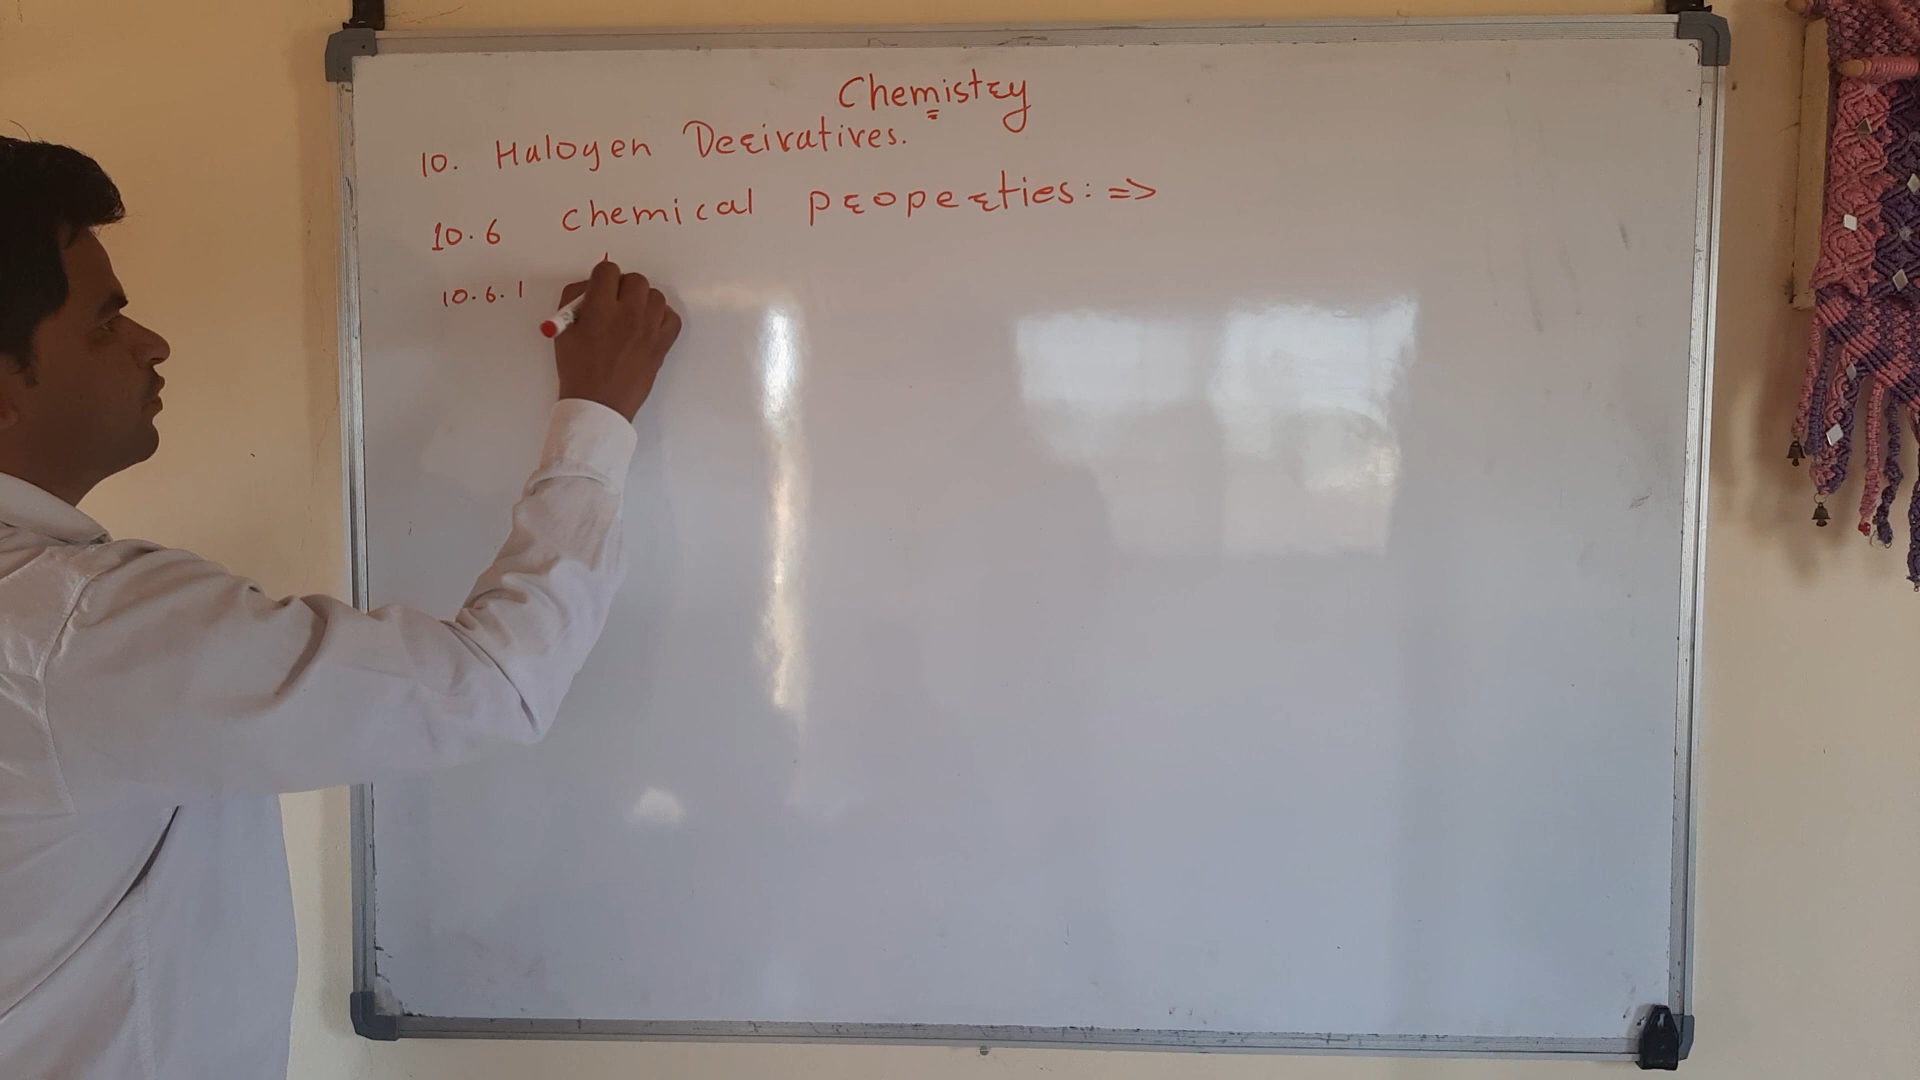 Chemistry
10. Halogen Derivatives.
10.6 chemical properties: =>
10.6.1